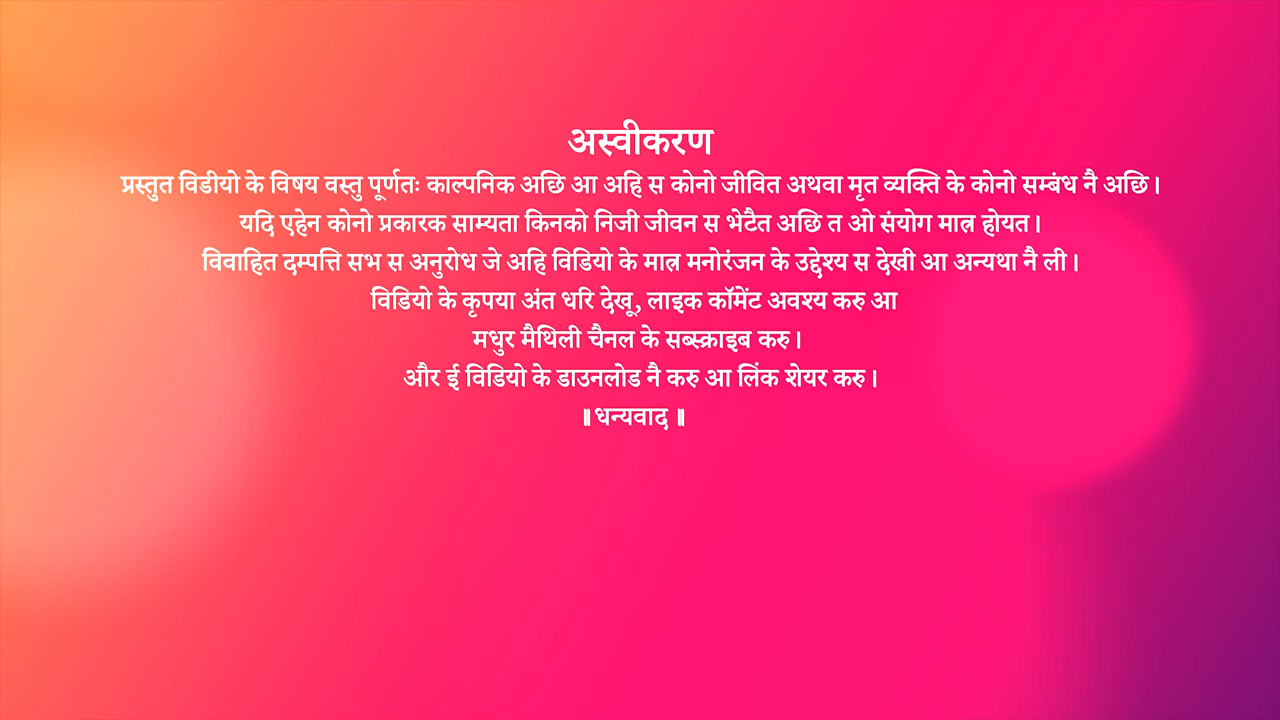 अस्वीकरण
प्रस्तुत विडीयो के विषय वस्तु पूर्णतः काल्पनिक अछि आ अहि स कोनो जीवित अथवा मृत व्यक्ति के कोनो सम्बंध नै अछि।
यदि एहेन कोनो प्रकारक साम्यता किनको निजी जीवन स भेटैत अछि त ओ संयोग मात्र होयत।
विवाहित दम्पत्ति सभ स अनुरोध जे अहि विडियो के मात्र मनोरंजन के उद्देश्य स देखी आ अन्यथा नै ली।
विडियो के कृपया अंत धरि देखू, लाइक कॉमेंट अवश्य करु आ
मधुर मैथिली चैनल के सब्स्क्राइब करु।
और ई विडियो के डाउनलोड नै करु आ लिंक शेयर करु।
॥ धन्यवाद ॥